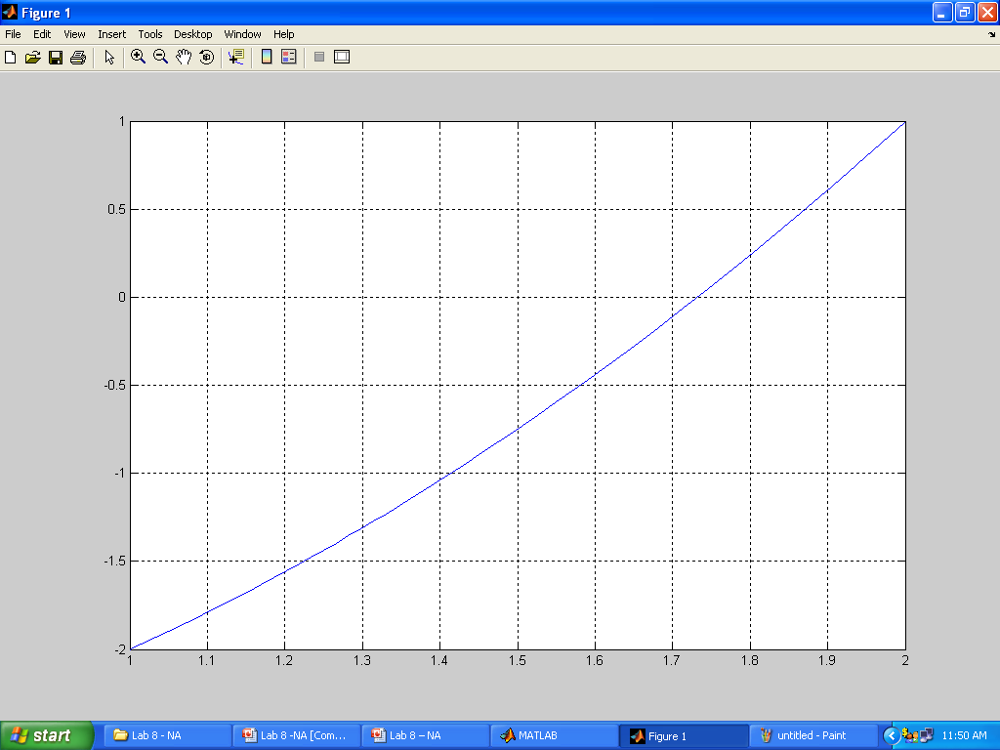 Figure 1
File Edit View Insert Tools Desktop Window Help
1
0.5
0
-0.5
-1
-1.5
-2
1 1.1 1.2 1.3 1.4 1.5 1.6 1.7 1.8 1.9 2
start Lab 8 - NA Lab 8 -NA [Com... Lab 8 – NA MATLAB Figure 1 untitled - Paint 11:50 AM